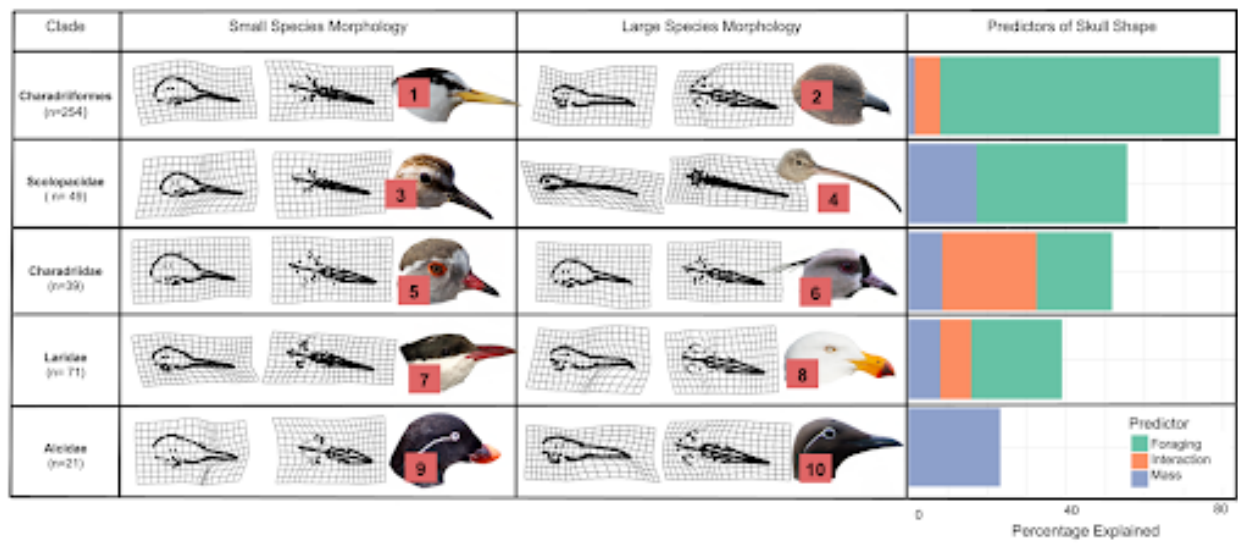 Clade Small Species Morphology Large Species Morphology Predictors of Skull Shape
Charadriiformes
(n=254)
1
2
Scolopacidae
( n= 49)
3
4
Charadriidae
(n=39)
5
6
Laridae
(n= 71)
7
8
Alcidae
(n=21)
9
10
Predictor
Foraging
Interaction
Mass
0 40 80
Percentage Explained